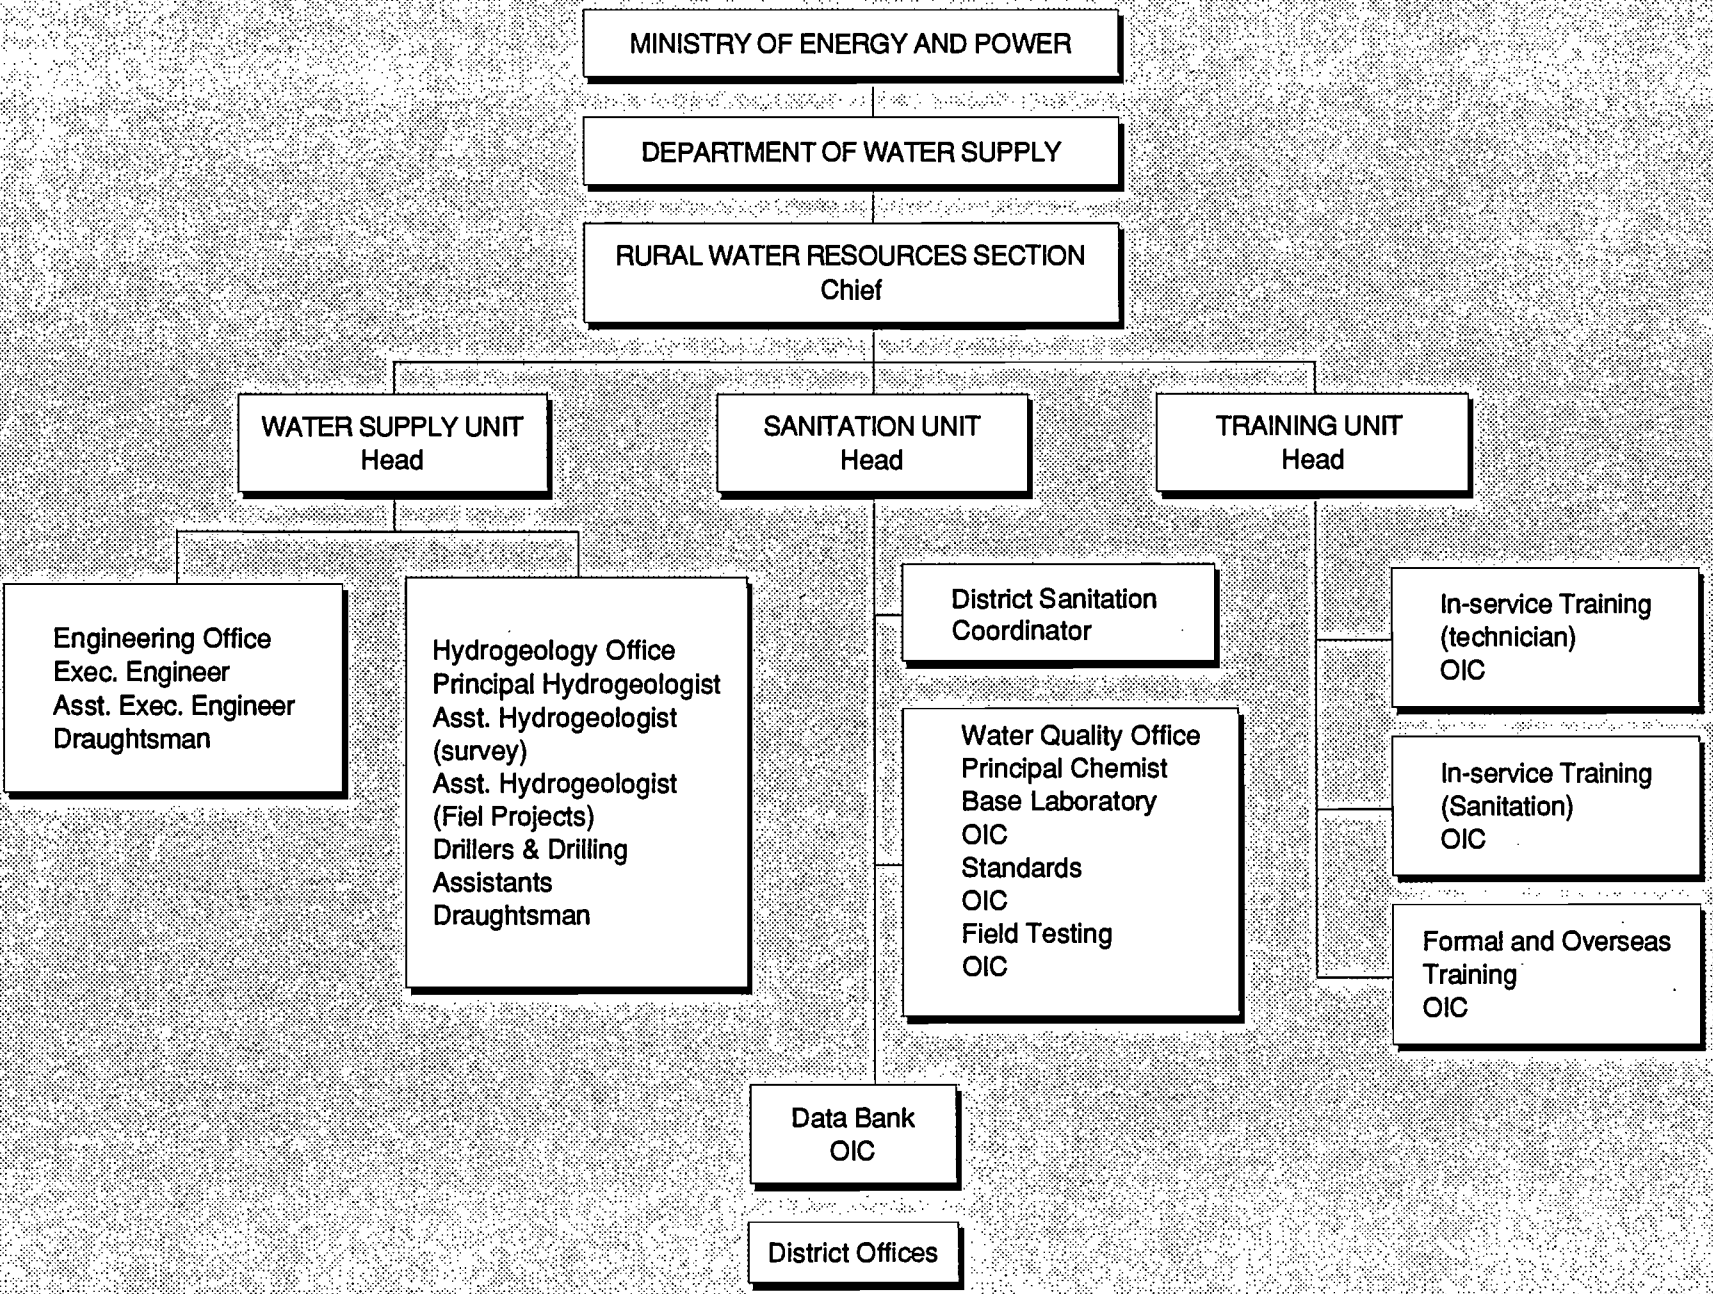 MINISTRY OF ENERGY AND POWER
DEPARTMENT OF WATER SUPPLY
RURAL WATER RESOURCES SECTION
Chief
WATER SUPPLY UNIT
Head
SANITATION UNIT
Head
TRAINING UNIT
Head
Engineering Office
Exec. Engineer
Asst. Exec. Engineer
Draughtsman
Hydrogeology Office
Principal Hydrogeologist
Asst. Hydrogeologist
(survey)
Asst. Hydrogeologist
(Fiel Projects)
Drillers & Drilling
Assistants
Draughtsman
District Sanitation
Coordinator
Water Quality Office
Principal Chemist
Base Laboratory
OIC
Standards
OIC
Field Testing
OIC
In-service Training
(technician)
OIC
In-service Training
(Sanitation)
OIC
Formal and Overseas
Training
OIC
Data Bank
OIC
District Offices